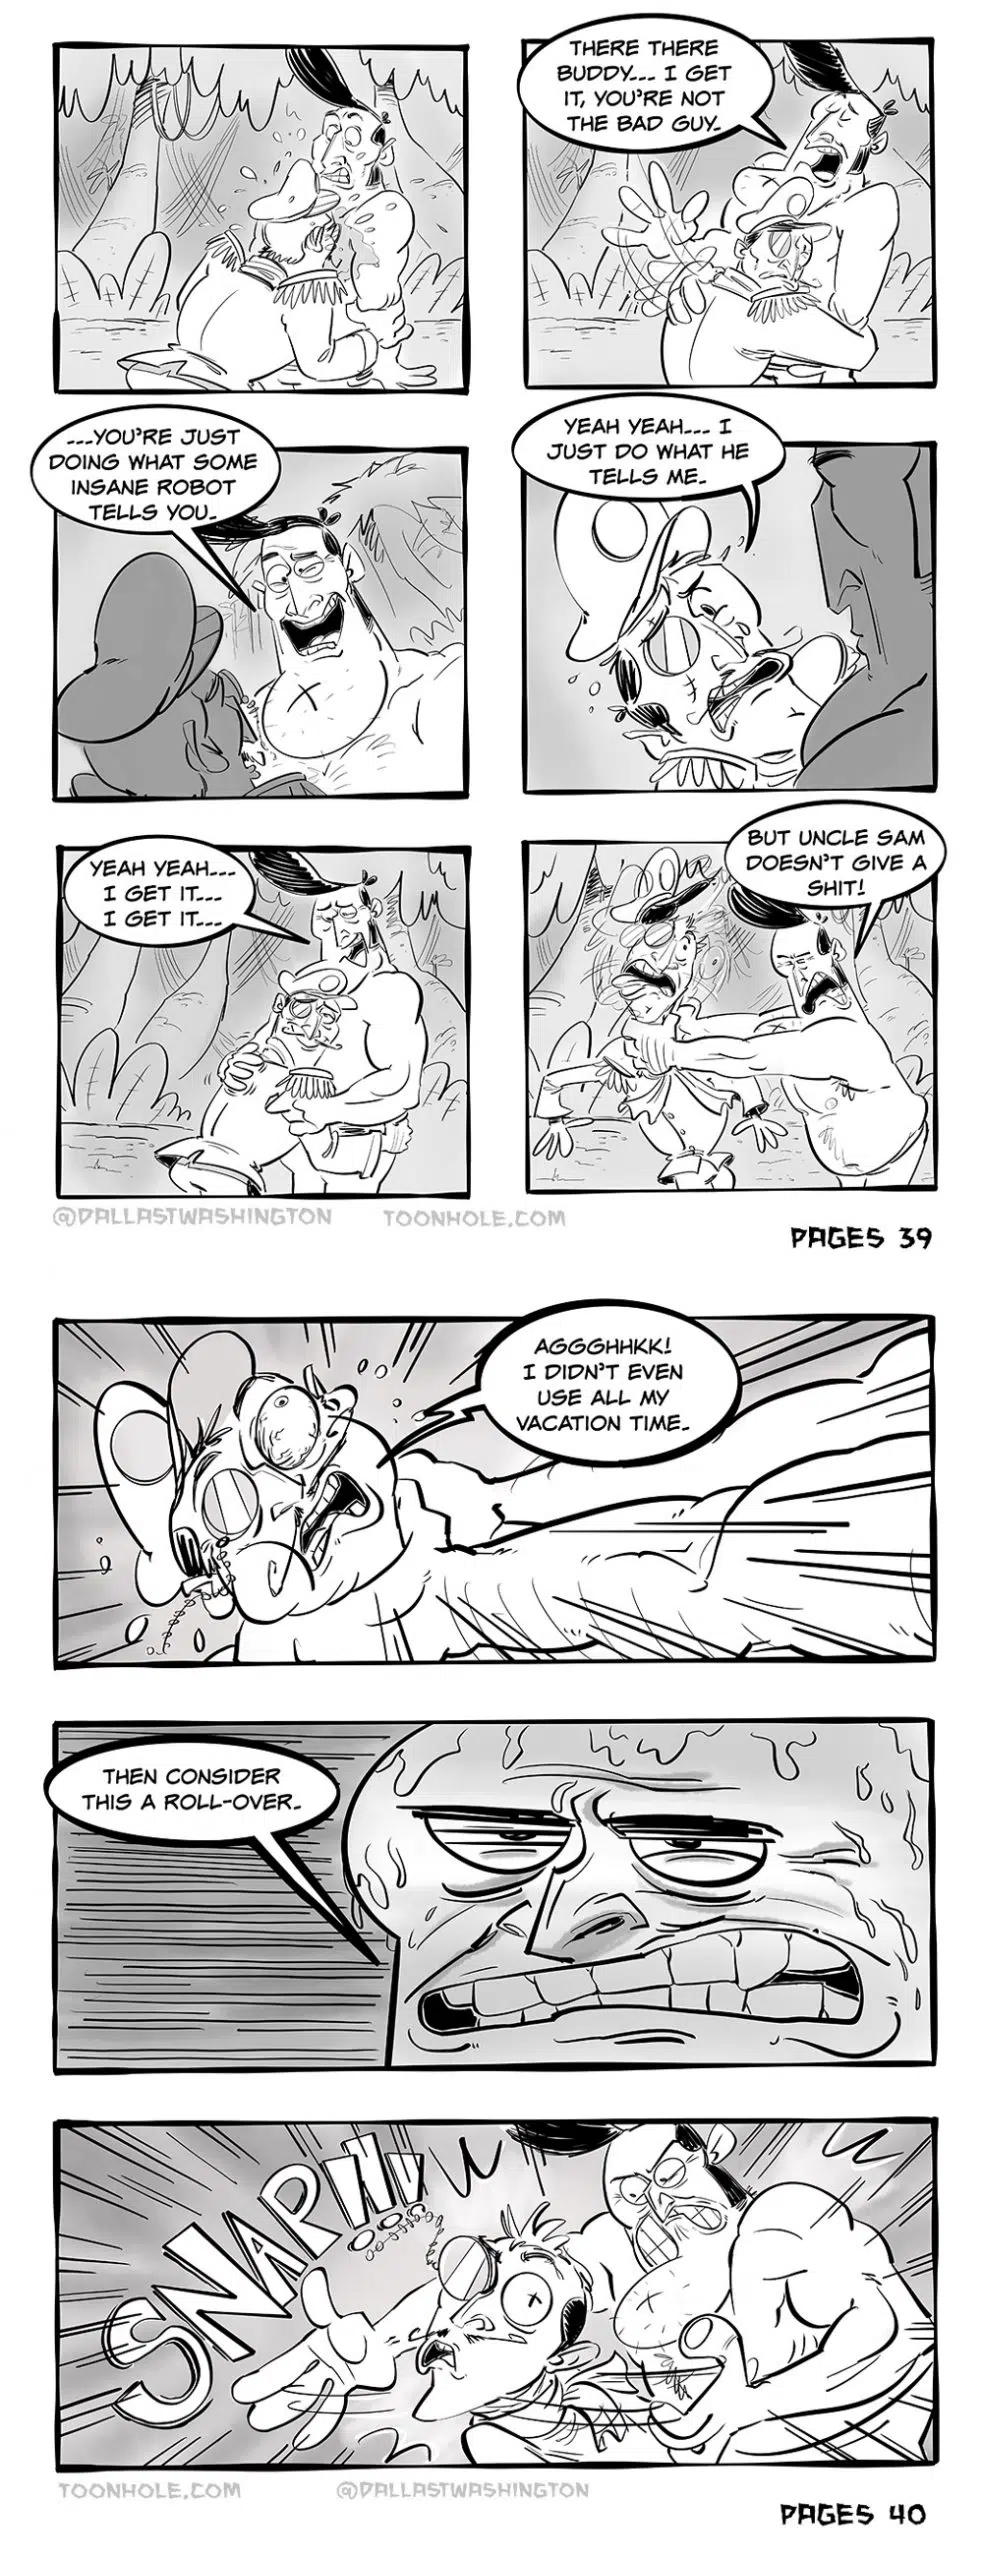 THERE THERE
BUDDY... I GET
IT, YOU'RE NOT
THE BAD GUY.
...YOU'RE JUST
DOING WHAT SOME
INSANE ROBOT
TELLS YOU.
YEAH YEAH... I
JUST DO WHAT HE
TELLS ME.
YEAH YEAH...
I GET IT...
I GET IT...
BUT UNCLE SAM
DOESN'T GIVE A
SHIT!
@DALLASTWASHINGTON TOONHOLE.COM
PAGES 39
AGGGHHKK!
I DIDN'T EVEN
USE ALL MY
VACATION TIME.
THEN CONSIDER
THIS A ROLL-OVER.
TOONHOLE.COM @DALLASTWASHINGTON
PAGES 40